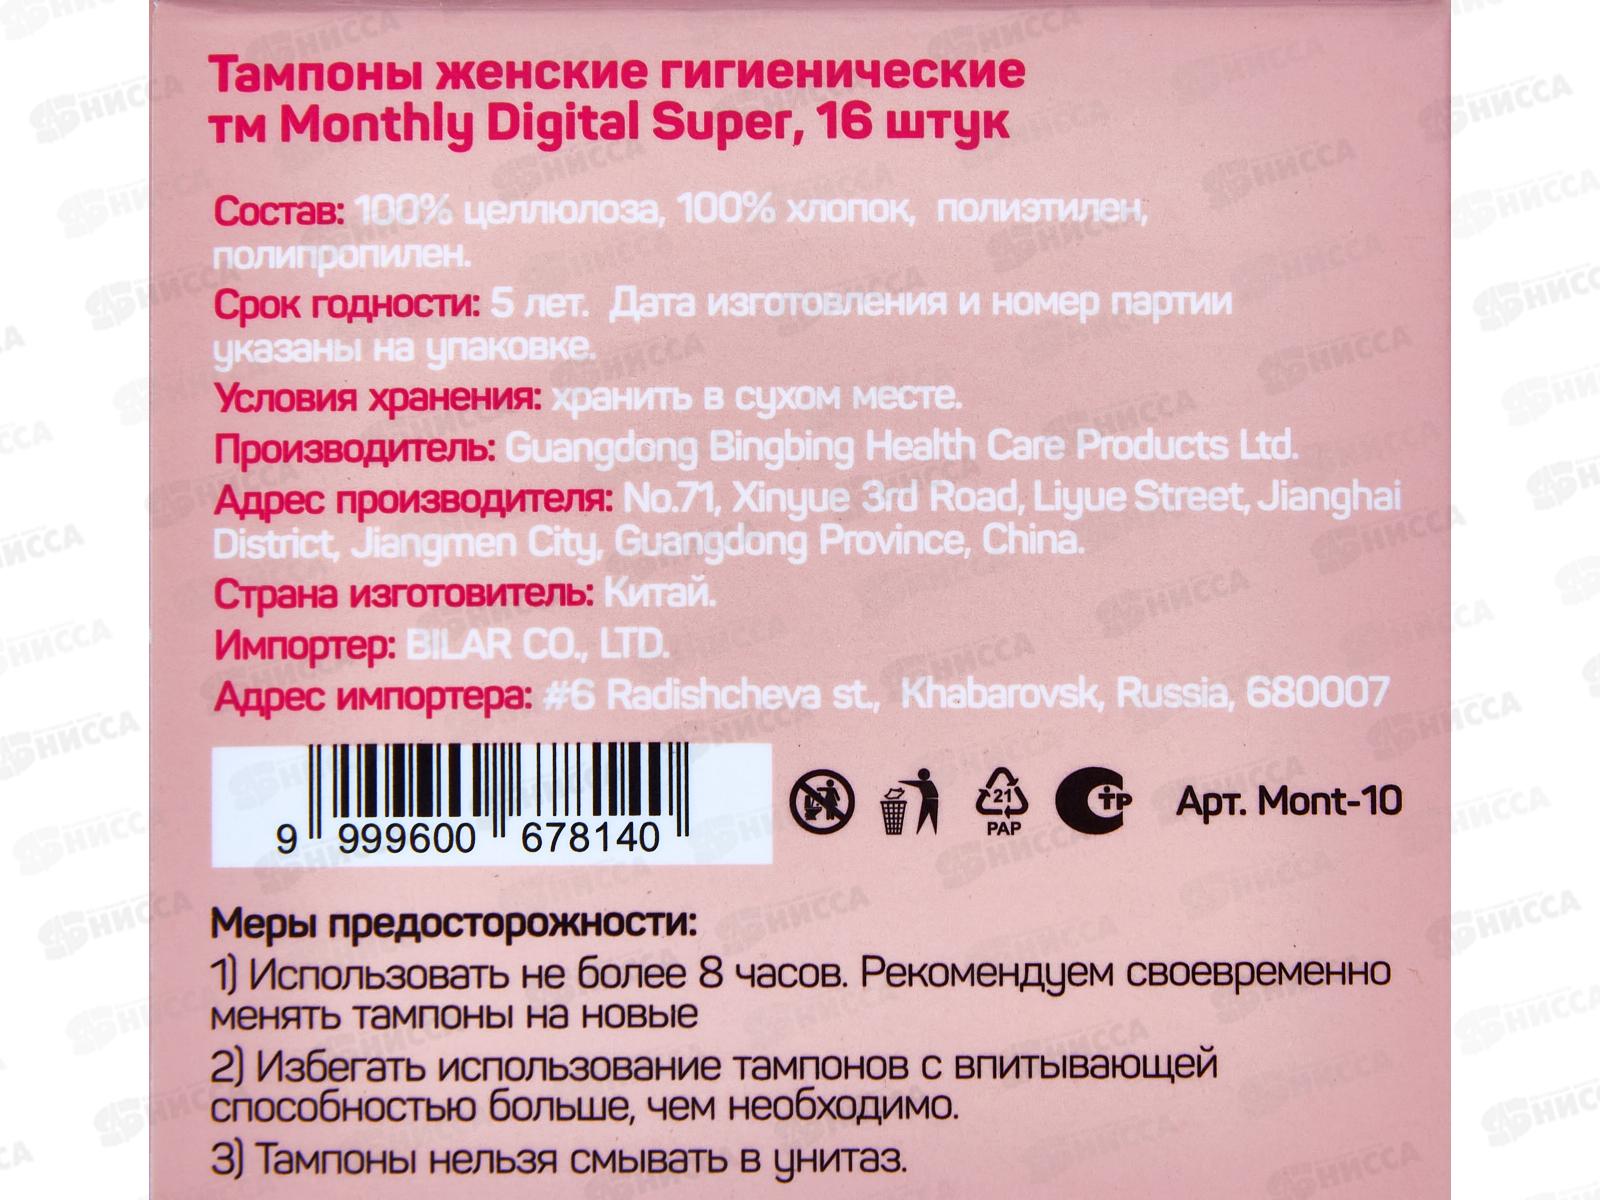 Тампоны женские гигиенические
тм Monthly Digital Super, 16 штук
Состав: 100% целлюлоза, 100% хлопок, полиэтилен,
полипропилен.
Срок годности: 5 лет. Дата изготовления и номер партии
указаны на упаковке.
Условия хранения: хранить в сухом месте.
Производитель: Guangdong Bingbing Health Care Products Ltd.
Адрес производителя: No.71, Xinyue 3rd Road, Liyue Street, Jianghai
District, Jiangmen City, Guangdong Province, China.
Страна изготовитель: Китай.
Импортер: BILAR CO., LTD.
Адрес импортера: #6 Radishcheva st., Khabarovsk, Russia, 680007
9 999600 678140
21
PAP
СТР
Арт. Mont-10
Меры предосторожности:
1) Использовать не более 8 часов. Рекомендуем своевременно
менять тампоны на новые
2) Избегать использование тампонов с впитывающей
способностью больше, чем необходимо.
3) Тампоны нельзя смывать в унитаз.
НИССА